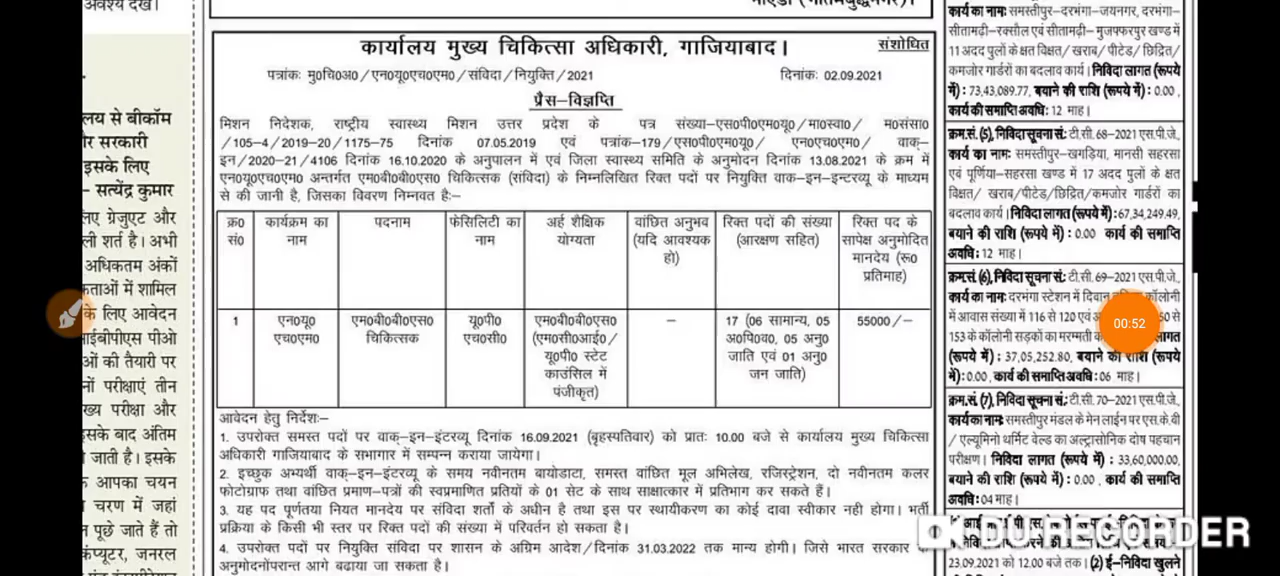 अवश्य देखें।
लय से बीकॉम
र सरकारी
इसके लिए
- सत्येंद्र कुमार
लए ग्रेजुएट और
ली शर्त है। अभी
अधिकतम अंकों
कताओं में शामिल
के लिए आवेदन
आईबीपीएस पीओ
ओं की तैयारी पर
नों परीक्षाएं तीन
ख्य परीक्षा और
इसके बाद अंतिम
जाती है। इसके
आपका चयन
चरण में जहां
न पूछे जाते हैं तो
कंप्यूटर, जनरल
कार्यालय मुख्य चिकित्सा अधिकारी, गाजियाबाद।
संशोधित
पत्रांक: मु0चि0अ0/एन0यू0एच0एम0/संविदा/नियुक्ति/2021
दिनांक: 02.09.2021
प्रैस-विज्ञप्ति
मिशन निदेशक, राष्ट्रीय स्वास्थ्य मिशन उत्तर प्रदेश के पत्र संख्या-एस0पी0एम0यू0/मा0स्वा0/म0संसा0
/105-4/2019-20/1175-75 दिनांक 07.05.2019 एवं पत्रांक-179/एस0पी0एम0यू0/एन0एच0एम0/वाक-
इन/2020-21/4106 दिनांक 16.10.2020 के अनुपालन में एवं जिला स्वास्थ्य समिति के अनुमोदन दिनांक 13.08.2021 के क्रम में
एन0यू0एच0एम0 अन्तर्गत एम0बी0बी0एस0 चिकित्सक (संविदा) के निम्नलिखित रिक्त पदों पर नियुक्ति वाक-इन-इन्टरव्यू के माध्यम
से की जानी है, जिसका विवरण निम्नवत है:-
क्र0 सं0
कार्यक्रम का नाम
पदनाम
फेसिलिटी का नाम
अर्ह शैक्षिक योग्यता
वांछित अनुभव (यदि आवश्यक हो)
रिक्त पदों की संख्या (आरक्षण सहित)
रिक्त पद के सापेक्ष अनुमोदित मानदेय (रू0 प्रतिमाह)
1
एन0यू0 एच0एम0
एम0बी0बी0एस0 चिकित्सक
यू0पी0 एच0सी0
एम0बी0बी0एस0 (एम0सी0आई0/ यू0पी0 स्टेट काउंसिल में पंजीकृत)
–
17 (06 सामान्य, 05 अ0पि0व0, 05 अनु0 जाति एवं 01 अनु0 जन जाति)
55000/-
आवेदन हेतु निर्देश:-
1. उपरोक्त समस्त पदों पर वाक्-इन-इंटरव्यू दिनांक 16.09.2021 (बृहस्पतिवार) को प्रात: 10.00 बजे से कार्यालय मुख्य चिकित्सा
अधिकारी गाजियाबाद के सभागार में सम्पन्न कराया जायेगा।
2. इच्छुक अभ्यर्थी वाक-इन-इंटरव्यू के समय नवीनतम बायोडाटा, समस्त वांछित मूल अभिलेख, रजिस्ट्रेशन, दो नवीनतम कलर
फोटोग्राफ तथा वांछित प्रमाण-पत्रों की स्वप्रमाणित प्रतियों के 01 सेट के साथ साक्षात्कार में प्रतिभाग कर सकते हैं।
3. यह पद पूर्णतया नियत मानदेय पर संविदा शर्तो के अधीन है तथा इस पर स्थायीकरण का कोई दावा स्वीकार नही होगा। भर्ती
प्रक्रिया के किसी भी स्तर पर रिक्त पदों की संख्या में परिवर्तन हो सकता है।
4. उपरोक्त पदों पर नियुक्ति संविदा पर शासन के अग्रिम आदेश/दिनांक 31.03.2022 तक मान्य होगी। जिसे भारत सरकार
अनुमोदनोंपरान्त आगे बढाया जा सकता है।
कार्य का नाम: समस्तीपुर-दरभंगा-जयनगर, दरभंगा-
सीतामढ़ी-रक्सौल एवं सीतामढ़ी- मुजफ्फरपुर खण्ड में
11 अदद पुलों के क्षत विक्षत/ खराब/पीटेड/छिद्रित/
कमजोर गार्डरों का बदलाव कार्य। निविदा लागत (रूपये
में): 73,43,089.77, बयाने की राशि (रूपये में): 0.00,
कार्य की समाप्ति अवधि: 12 माह।
क्रम.सं. (5), निविदा सूचना सं.: टी.सी. 68-2021 एस.पी.जे.,
कार्य का नाम: समस्तीपुर-खगड़िया, मानसी सहरसा
एवं पूर्णिया-सहरसा खण्ड में 17 अदद पुलों के क्षत
विक्षत/ खराब/पीटेड/छिद्रित/कमजोर गार्डरों का
बदलाव कार्य। निविदा लागत (रूपये में): 67,34,249.49,
बयाने की राशि (रूपये में): 0.00 कार्य की समाप्ति
अवधि: 12 माह।
क्रम.सं. (6), निविदा सूचना सं.: टी.सी. 69-2021 एस.पी.जे.,
कार्य का नाम: दरभंगा स्टेशन में दिवान कॉलोनी
में आवास संख्या में 116 से 120 एवं से
153 के कॉलोनी सड़कों का मरम्मती लागत
(रूपये में): 37,05,252.80, बयाने की राशि (रूपये
में): 0.00, कार्य की समाप्ति अवधि: 06 माह।
क्रम.सं. (7), निविदा सूचना सं.: टी.सी. 70-2021 एस.पी.जे.,
कार्य का नाम: समस्तीपुर मंडल के मेन लाईन पर एस.के.वी
/ एल्यूमिनो थर्मिट वेल्ड का अल्ट्रासोनिक दोष पहचान
परीक्षण। निविदा लागत (रूपये में): 33,60,000.00,
बयाने की राशि (रूपये में): 0.00, कार्य की समाप्ति
अवधि: 04 माह।
23.09.2021 को 12.00 बजे तक। (2) ई-निविदा खुलने
00:52
DU RECORDER